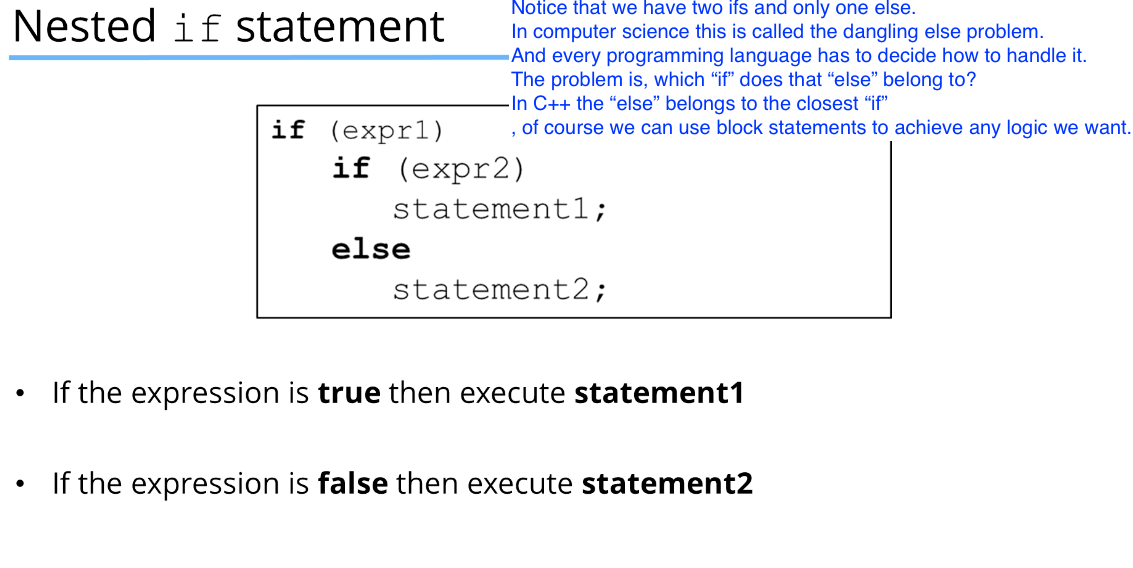 Nested if statement
Notice that we have two ifs and only one else.
In computer science this is called the dangling else problem.
And every programming language has to decide how to handle it.
The problem is, which “if” does that “else” belong to?
In C++ the “else” belongs to the closest “if”
, of course we can use block statements to achieve any logic we want.
if (expr1)
if (expr2)
statement1;
else
statement2;
• If the expression is true then execute statement1
• If the expression is false then execute statement2